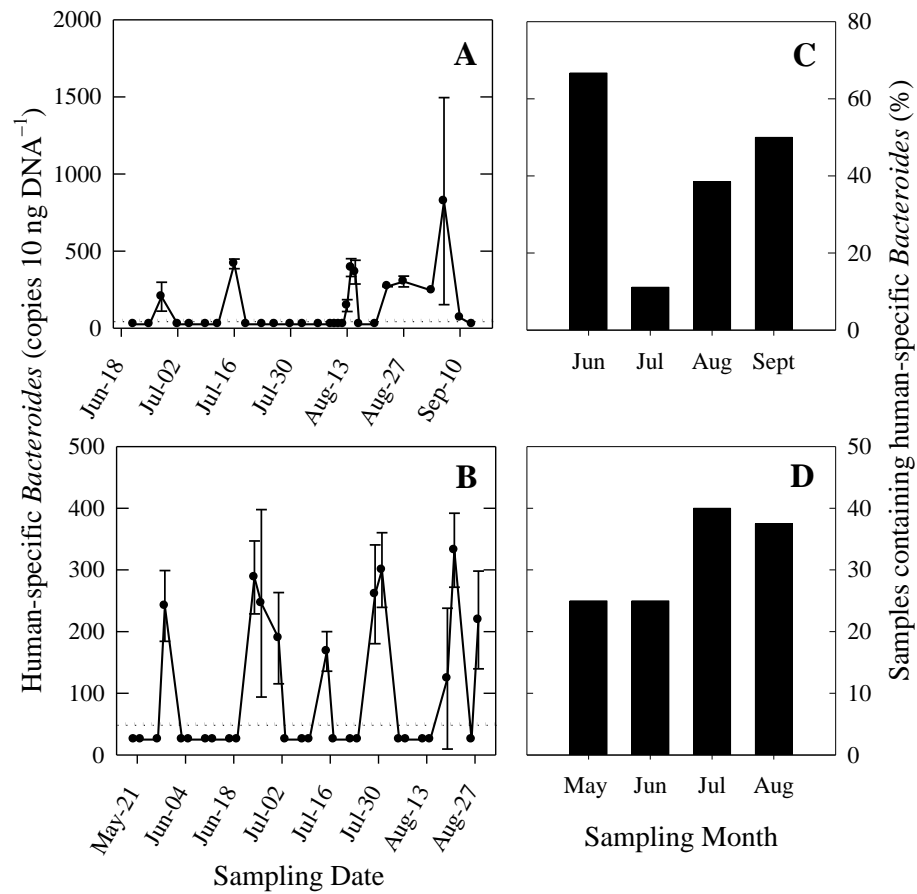 Human-specific Bacteroides (copies 10 ng DNA⁻¹)
2000
1500
1000
500
0
A
Jun-18
Jul-02
Jul-16
Jul-30
Aug-13
Aug-27
Sep-10
C
80
60
40
20
0
Jun
Jul
Aug
Sept
500
400
300
200
100
0
B
May-21
Jun-04
Jun-18
Jul-02
Jul-16
Jul-30
Aug-13
Aug-27
Sampling Date
D
50
40
30
20
10
0
May
Jun
Jul
Aug
Sampling Month
Samples containing human-specific Bacteroides (%)